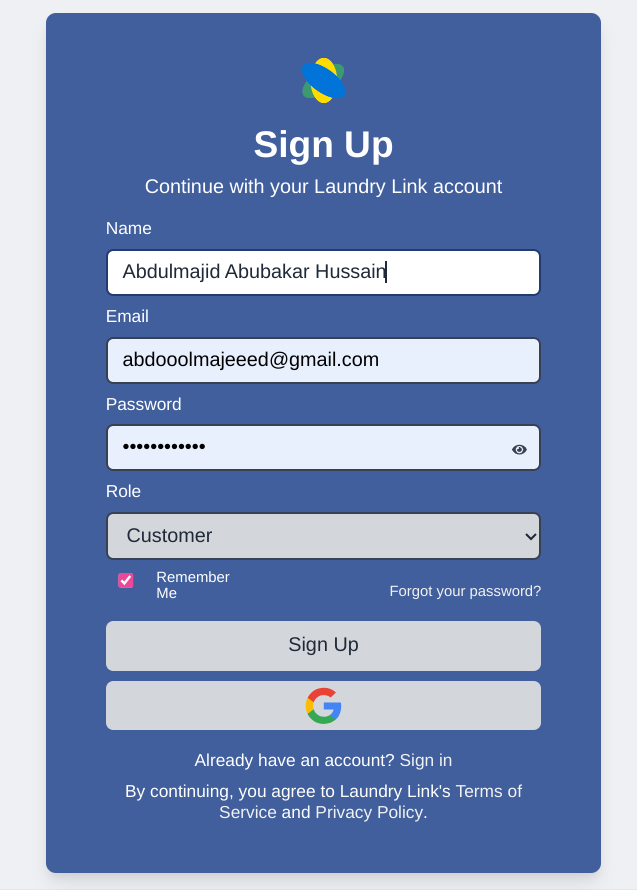 Sign Up
Continue with your Laundry Link account
Name
Abdulmajid Abubakar Hussain
Email
abdooolmajeeed@gmail.com
Password
••••••••••••
Role
Customer
Remember
Me
Forgot your password?
Sign Up
Already have an account? Sign in
By continuing, you agree to Laundry Link's Terms of
Service and Privacy Policy.